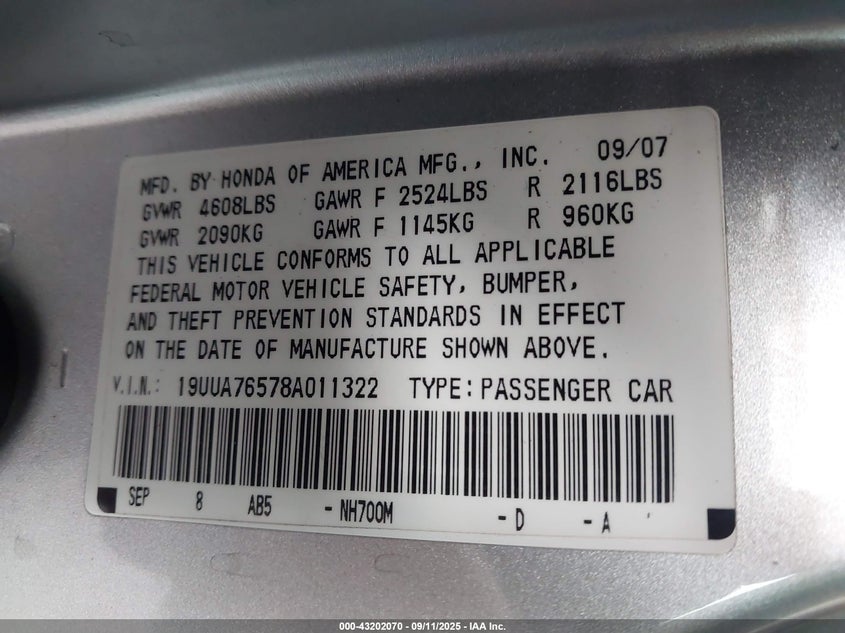 MFD. BY HONDA OF AMERICA MFG., INC. 09/07
GVWR 4608LBS GAWR F 2524LBS R 2116LBS
GVWR 2090KG GAWR F 1145KG R 960KG
THIS VEHICLE CONFORMS TO ALL APPLICABLE
FEDERAL MOTOR VEHICLE SAFETY, BUMPER,
AND THEFT PREVENTION STANDARDS IN EFFECT
ON THE DATE OF MANUFACTURE SHOWN ABOVE.
V.I.N.: 19UUA76578A011322 TYPE: PASSENGER CAR
SEP 8 AB5 - NH700M - D - A
000-43202070 - 09/11/2025 - IAA Inc.